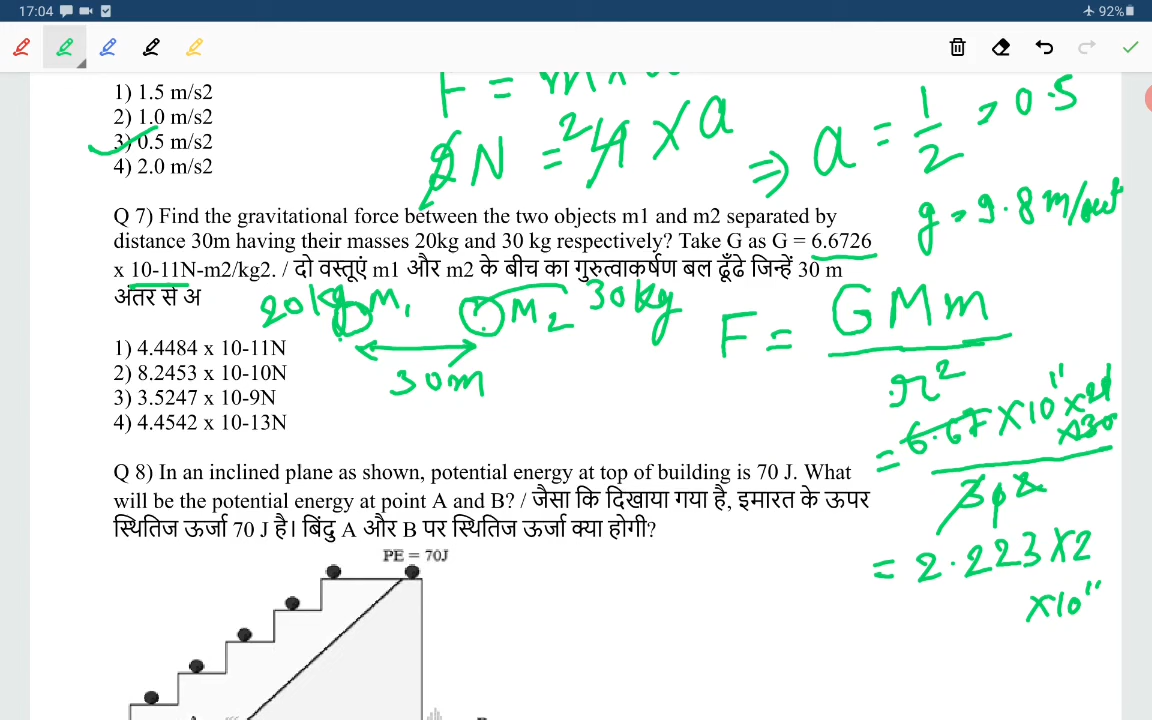 17:04
92%
1) 1.5 m/s2
2) 1.0 m/s2
3) 0.5 m/s2
4) 2.0 m/s2
N = 2 × a
⇒ a = 1/2 = 0.5
g = 9.8 m/
Q 7) Find the gravitational force between the two objects m1 and m2 separated by
distance 30m having their masses 20kg and 30 kg respectively? Take G as G = 6.6726
x 10-11N-m2/kg2. / दो वस्तूएं m1 और m2 के बीच का गुरुत्वाकर्षण बल ढूँढे जिन्हें 30 m
अंतर से अ
20kg M1 M2 30kg
30m
F = GMm
r2
1) 4.4484 x 10-11N
2) 8.2453 x 10-10N
3) 3.5247 x 10-9N
4) 4.4542 x 10-13N
= 6.67 × 10 11 × 20
×30
= 2.223×2
×10 11
Q 8) In an inclined plane as shown, potential energy at top of building is 70 J. What
will be the potential energy at point A and B? / जैसा कि दिखाया गया है, इमारत के ऊपर
स्थितिज ऊर्जा 70 J है। बिंदु A और B पर स्थितिज ऊर्जा क्या होगी?
PE = 70J